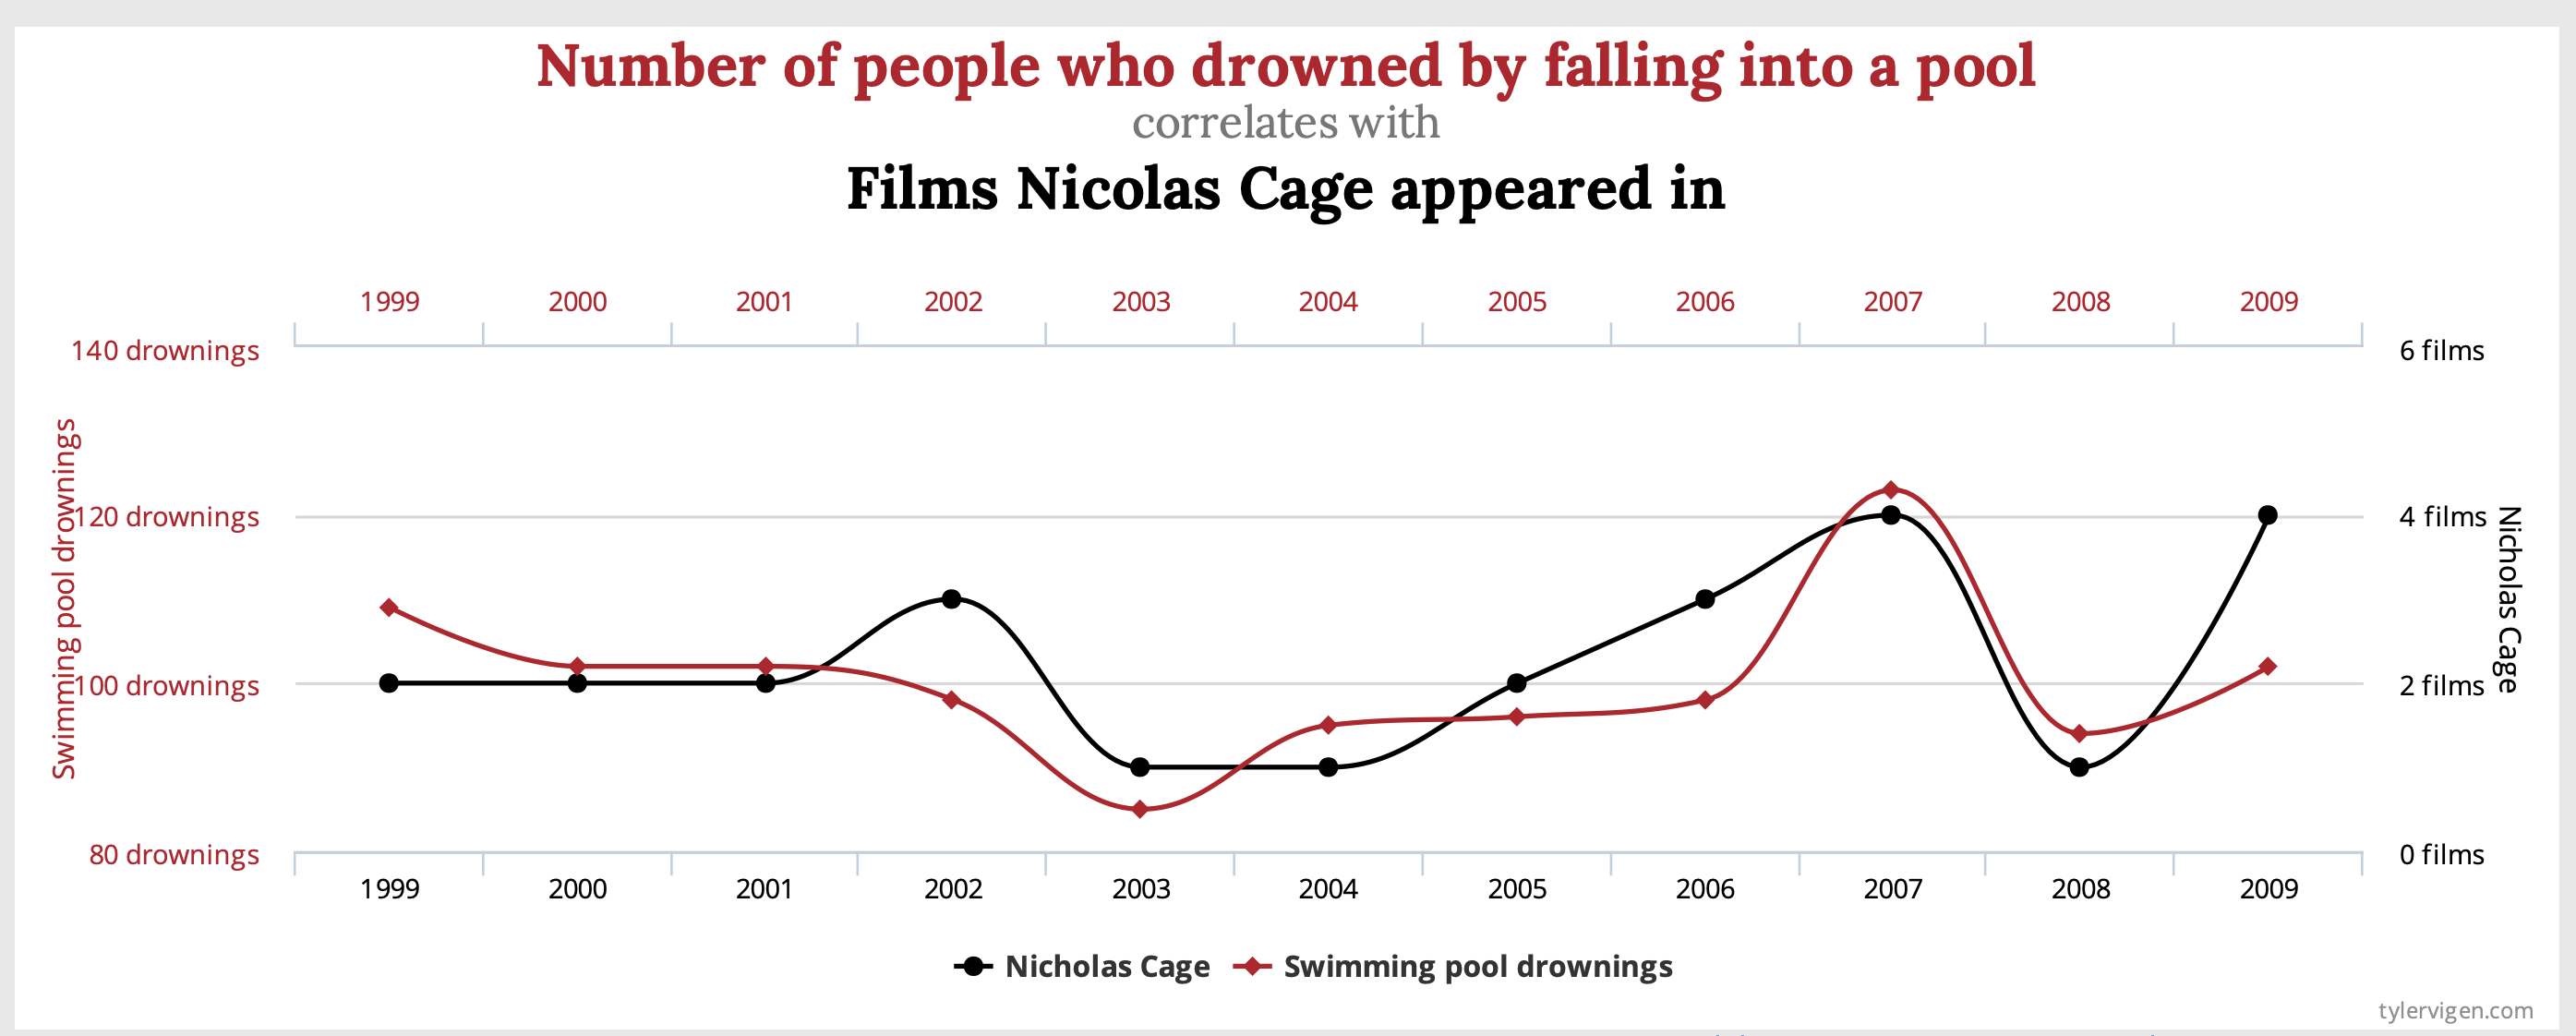 Number of people who drowned by falling into a pool
correlates with
Films Nicolas Cage appeared in
1999 2000 2001 2002 2003 2004 2005 2006 2007 2008 2009
140 drownings
6 films
Swimming pool drownings
120 drownings
4 films
Nicholas Cage
100 drownings
2 films
80 drownings
0 films
1999 2000 2001 2002 2003 2004 2005 2006 2007 2008 2009
Nicholas Cage Swimming pool drownings
tylervigen.com